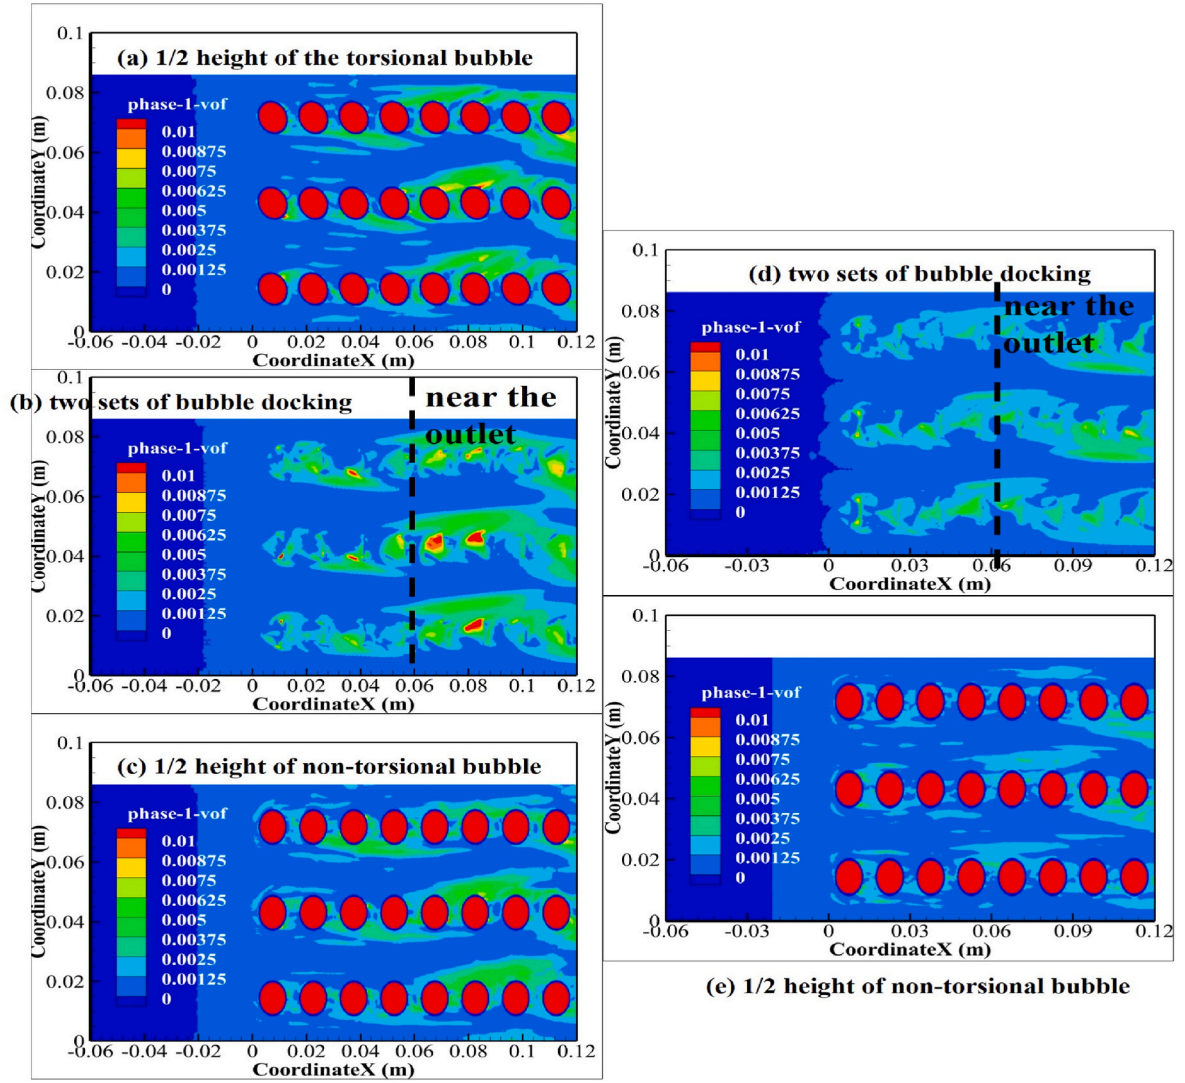 0.1
(a) 1/2 height of the torsional bubble
0.08
phase-1-vof
0.01
0.00875
0.0075
0.00625
0.005
0.00375
0.0025
0.00125
0
0.06
0.04
0.02
0
CoordinateY (m)
-0.06 -0.04 -0.02 0 0.02 0.04 0.06 0.08 0.1 0.12
CoordinateX (m)
0.1
(b) two sets of bubble docking
near the
outlet
0.08
phase-1-vof
0.01
0.00875
0.0075
0.00625
0.005
0.00375
0.0025
0.00125
0
0.06
0.04
0.02
0
CoordinateY (m)
-0.06 -0.04 -0.02 0 0.02 0.04 0.06 0.08 0.1 0.12
CoordinateX (m)
0.1
(c) 1/2 height of non-torsional bubble
0.08
phase-1-vof
0.01
0.00875
0.0075
0.00625
0.005
0.00375
0.0025
0.00125
0
0.06
0.04
0.02
0
CoordinateY (m)
-0.06 -0.04 -0.02 0 0.02 0.04 0.06 0.08 0.1 0.12
CoordinateX (m)
0.1
(d) two sets of bubble docking
near the
outlet
0.08
phase-1-vof
0.01
0.00875
0.0075
0.00625
0.005
0.00375
0.0025
0.00125
0
0.06
0.04
0.02
0
CoordinateY (m)
-0.06 -0.03 0 0.03 0.06 0.09 0.12
CoordinateX (m)
0.1
0.08
phase-1-vof
0.01
0.00875
0.0075
0.00625
0.005
0.00375
0.0025
0.00125
0
0.06
0.04
0.02
0
CoordinateY (m)
-0.06 -0.03 0 0.03 0.06 0.09 0.12
CoordinateX (m)
(e) 1/2 height of non-torsional bubble